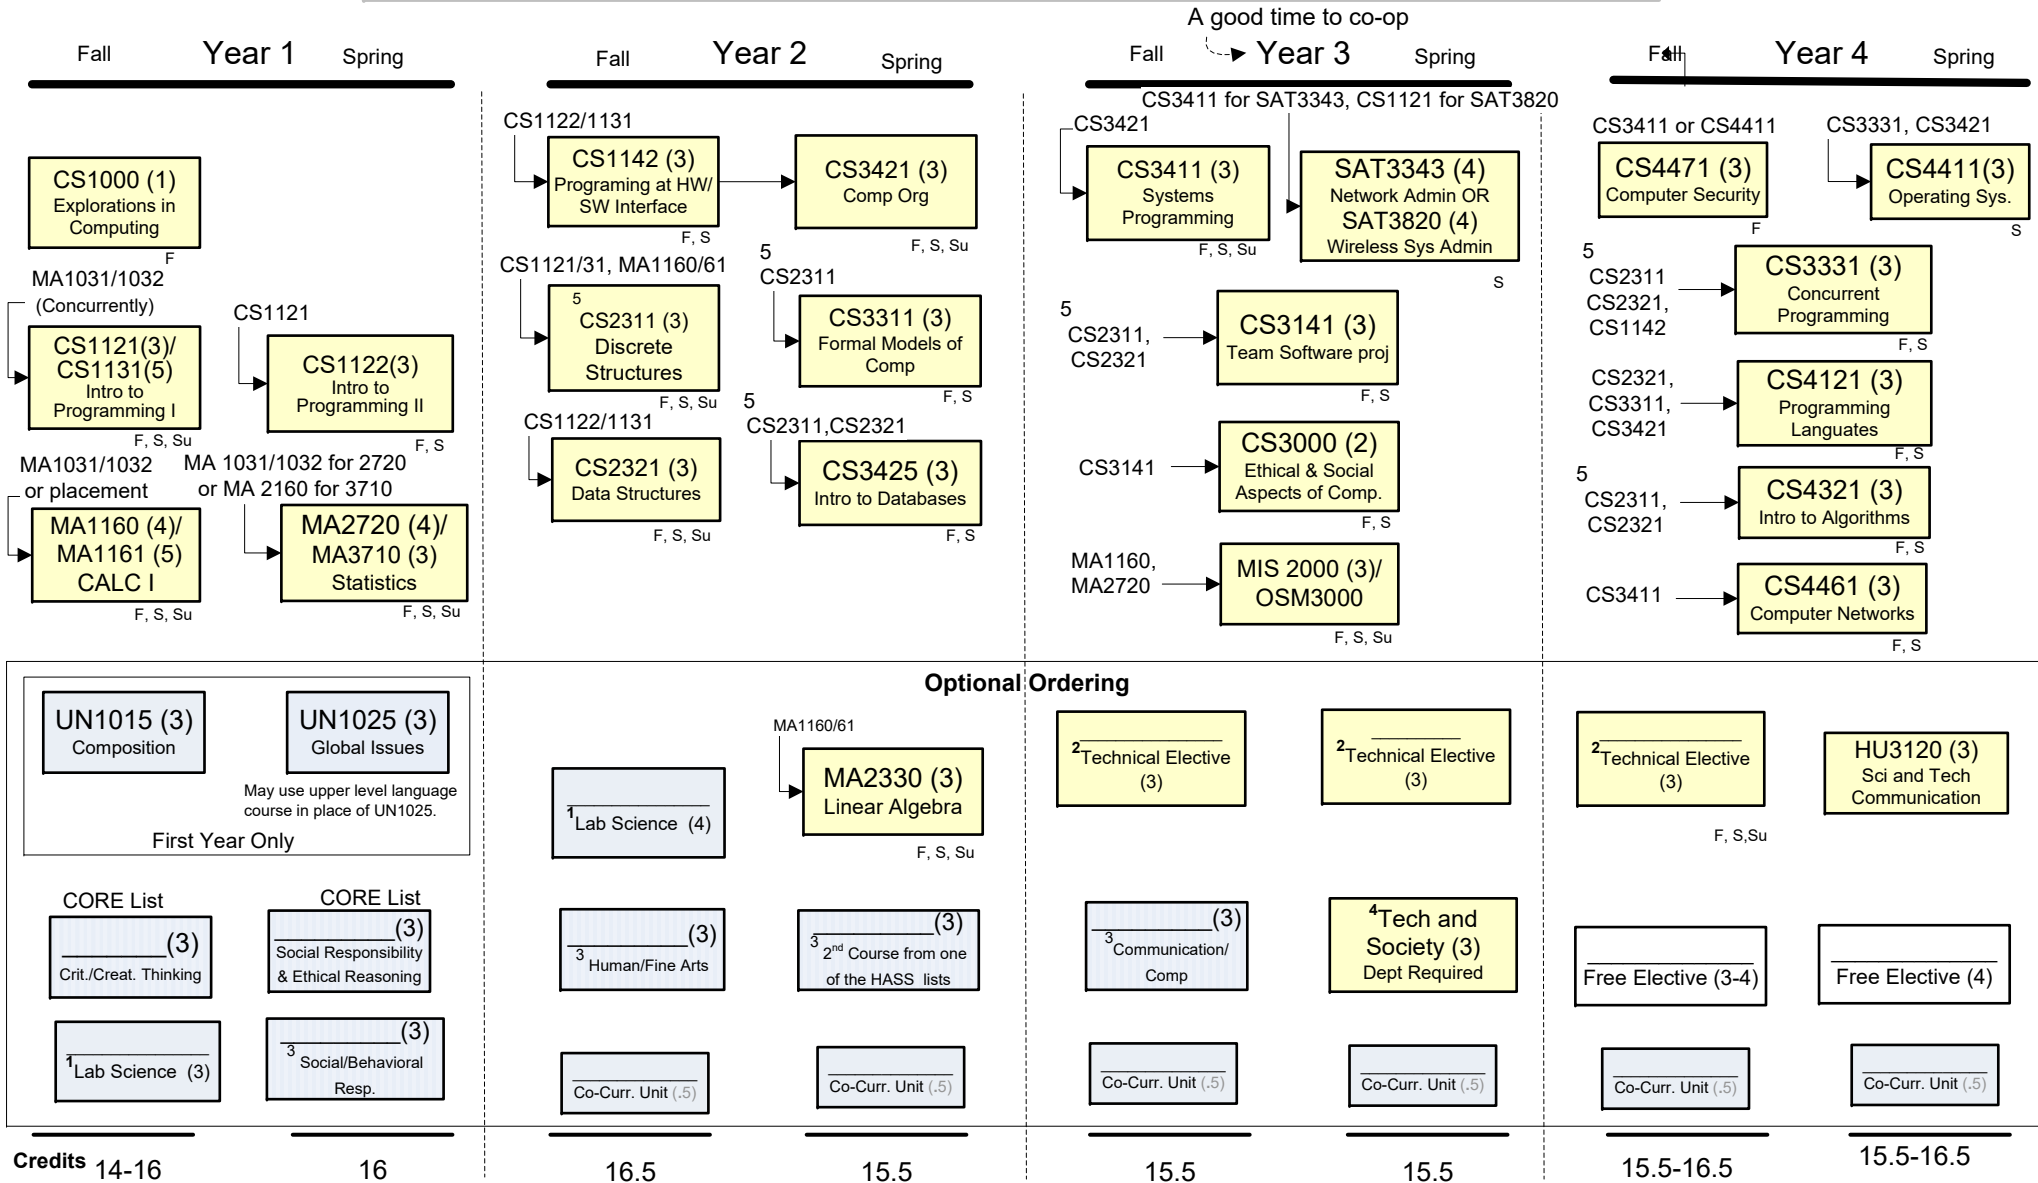 A good time to co-op
Fall Year 1 Spring
Fall Year 2 Spring
Fall Year 3 Spring
Fall Year 4 Spring
CS1000 (1)
Explorations in
Computing
F
MA1031/1032
(Concurrently)
CS1121(3)/
CS1131(5)
Intro to
Programming I
F, S, Su
CS1121
CS1122(3)
Intro to
Programming II
F, S
MA1031/1032
or placement
MA1160 (4)/
MA1161 (5)
CALC I
F, S, Su
MA 1031/1032 for 2720
or MA 2160 for 3710
MA2720 (4)/
MA3710 (3)
Statistics
F, S, Su
CS1122/1131
CS1142 (3)
Programing at HW/
SW Interface
F, S
CS3421 (3)
Comp Org
F, S, Su
CS1121/31, MA1160/61
5
CS2311 (3)
Discrete
Structures
F, S, Su
5
CS2311
CS3311 (3)
Formal Models of
Comp
F, S
CS1122/1131
CS2321 (3)
Data Structures
F, S, Su
5
CS2311,CS2321
CS3425 (3)
Intro to Databases
F, S
CS3411 for SAT3343, CS1121 for SAT3820
CS3421
CS3411 (3)
Systems
Programming
F, S, Su
SAT3343 (4)
Network Admin OR
SAT3820 (4)
Wireless Sys Admin
S
5
CS2311,
CS2321
CS3141 (3)
Team Software proj
F, S
CS3141
CS3000 (2)
Ethical & Social
Aspects of Comp.
F, S
MA1160,
MA2720
MIS 2000 (3)/
OSM3000
F, S, Su
CS3411 or CS4411
CS4471 (3)
Computer Security
F
CS3331, CS3421
CS4411(3)
Operating Sys.
S
5
CS2311
CS2321,
CS1142
CS3331 (3)
Concurrent
Programming
F, S
CS2321,
CS3311,
CS3421
CS4121 (3)
Programming
Languates
F, S
5
CS2311,
CS2321
CS4321 (3)
Intro to Algorithms
F, S
CS3411
CS4461 (3)
Computer Networks
F, S
Optional Ordering
UN1015 (3)
Composition
UN1025 (3)
Global Issues
May use upper level language
course in place of UN1025.
First Year Only
CORE List
(3)
Crit./Creat. Thinking
CORE List
(3)
Social Responsibility
& Ethical Reasoning
1Lab Science (3)
(3)
3 Social/Behavioral
Resp.
1Lab Science (4)
MA1160/61
MA2330 (3)
Linear Algebra
F, S, Su
(3)
3 Human/Fine Arts
(3)
3 2nd Course from one
of the HASS lists
Co-Curr. Unit (.5)
Co-Curr. Unit (.5)
2Technical Elective
(3)
2Technical Elective
(3)
(3)
3Communication/
Comp
4Tech and
Society (3)
Dept Required
Co-Curr. Unit (.5)
Co-Curr. Unit (.5)
2Technical Elective
(3)
F, S,Su
HU3120 (3)
Sci and Tech
Communication
Free Elective (3-4)
Free Elective (4)
Co-Curr. Unit (.5)
Co-Curr. Unit (.5)
Credits 14-16 16 16.5 15.5 15.5 15.5 15.5-16.5 15.5-16.5